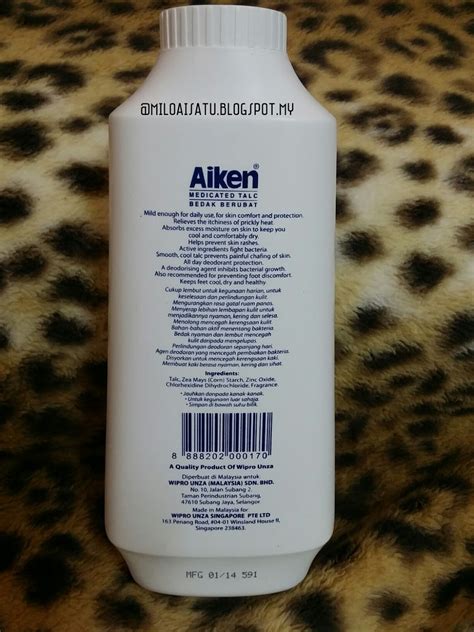 @MILOAISATU.BLOGSPOT.MY
Aiken®
MEDICATED TALC
BEDAK BERUBAT
Mild enough for daily use, for skin comfort and protection.
Relieves the itchiness of prickly heat.
Absorbs excess moisture on skin to keep you
cool and comfortably dry.
Helps prevent skin rashes.
Active ingredients fight bacteria.
Smooth, cool talc prevents painful chafing of skin.
All day deodorant protection.
A deodorising agent inhibits bacterial growth.
Also recommended for preventing foot discomfort.
Keeps feet cool, dry and healthy.
Cukup lembut untuk kegunaan harian, untuk
keselesaan dan perlindungan kulit.
Mengurangkan rasa gatal ruam panas.
Menyerap lebihan lembapan kulit untuk
menjadikannya nyaman, kering dan selesa.
Menolong mencegah kerengsaan kulit.
Bahan-bahan aktif menentang bakteria.
Bedak nyaman dan lembut mencegah
kerengsaan kulit daripada mengelupas.
Perlindungan deodoran sepanjang hari.
Agen deodoran yang mencegah pembiakan bakteria.
Disyorkan untuk mencegah kerengsaan kaki.
Membuat kaki berasa nyaman, kering dan sihat.
Ingredients:
Talc, Zea Mays (Corn) Starch, Zinc Oxide,
Chlorhexidine Dihydrochloride, Fragrance.
• Jauhkan daripada kanak-kanak.
• Untuk kegunaan luar sahaja.
• Simpan di bawah suhu bilik.
8 888202 000170
A Quality Product Of Wipro Unza
Diperbuat di Malaysia untuk
WIPRO UNZA (MALAYSIA) SDN. BHD.
No. 10, Jalan Subang 2,
Taman Perindustrian Subang,
47610 Subang Jaya, Selangor.
Made in Malaysia for
WIPRO UNZA SINGAPORE PTE LTD
163 Penang Road, #04-01 Winsland House II,
Singapore 238463.
MFG 01/14 591